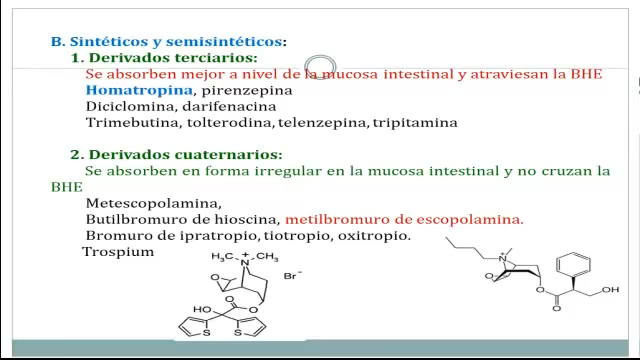 B. Sintéticos y semisintéticos:
1. Derivados terciarios:
Se absorben mejor a nivel de la mucosa intestinal y atraviesan la BHE
Homatropina, pirenzepina
Diciclomina, darifenacina
Trimebutina, tolterodina, telenzepina, tripitamina
2. Derivados cuaternarios:
Se absorben en forma irregular en la mucosa intestinal y no cruzan la
BHE
Metescopolamina,
Butilbromuro de hioscina, metilbromuro de escopolamina.
Bromuro de ipratropio, tiotropio, oxitropio.
Trospium
H₃C + CH₃
N
Br⁻
O
O
HO O
S S
+
N
O
O OH
O